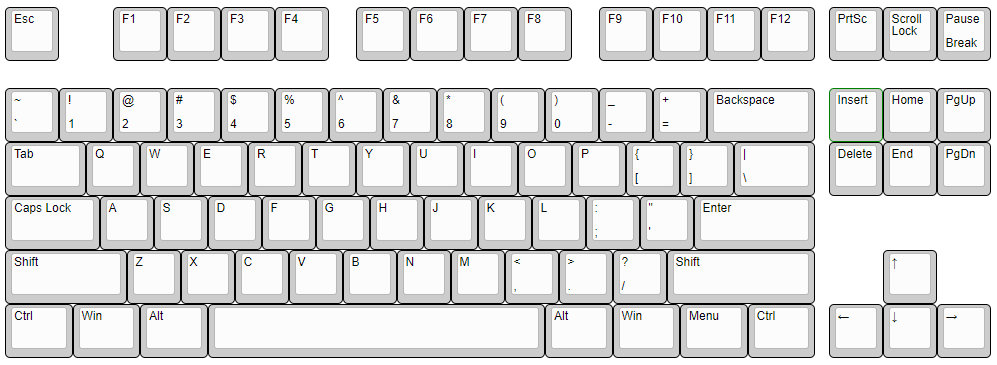 Esc F1 F2 F3 F4 F5 F6 F7 F8 F9 F10 F11 F12 PrtSc Scroll Lock Pause Break
~ ! @ # $ % ^ & * ( ) _ + Backspace Insert Home PgUp
` 1 2 3 4 5 6 7 8 9 0 - =
Tab Q W E R T Y U I O P { } | Delete End PgDn
[ ] \
Caps Lock A S D F G H J K L : " Enter
; '
Shift Z X C V B N M < > ? Shift ↑
, . /
Ctrl Win Alt Alt Win Menu Ctrl ← ↓ →